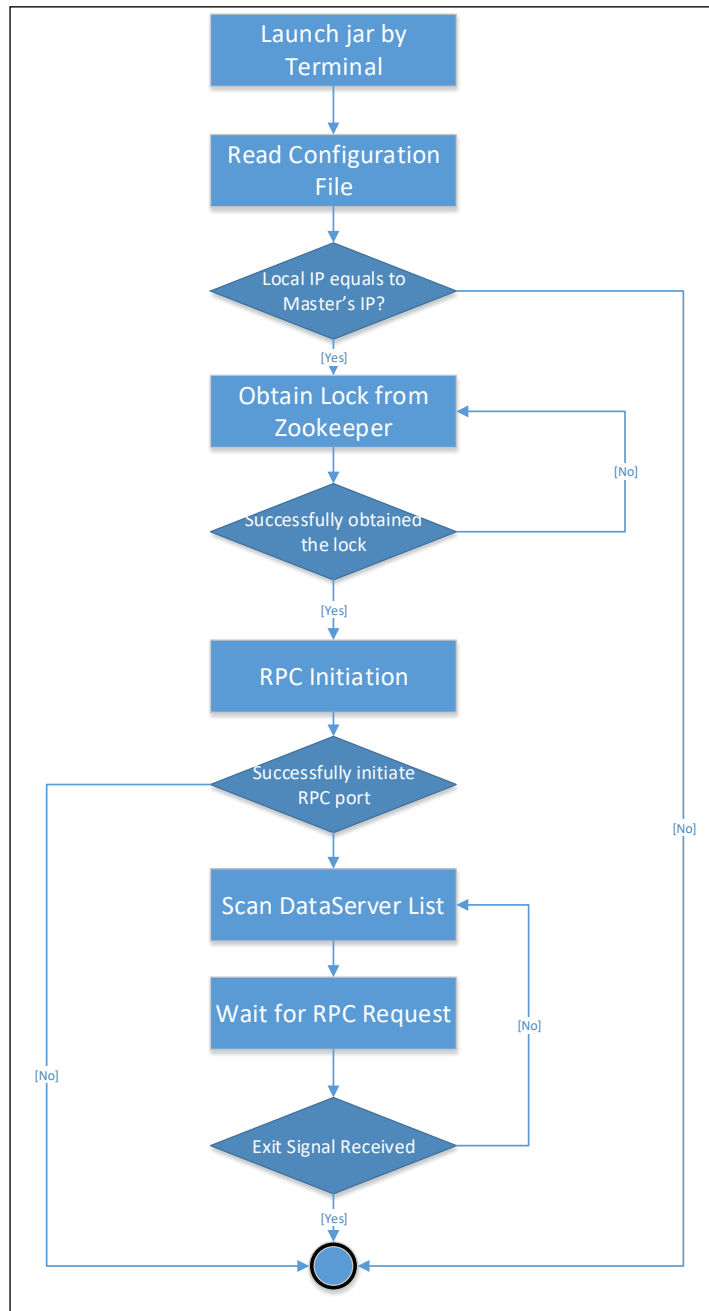 Launch jar by
Terminal
Read Configuration
File
Local IP equals to
Master's IP?
[Yes]
Obtain Lock from
Zookeeper
[No]
Successfully obtained
the lock
[Yes]
RPC Initiation
Successfully initiate
RPC port
[No]
Scan DataServer List
Wait for RPC Request
[No]
[No]
Exit Signal Received
[Yes]